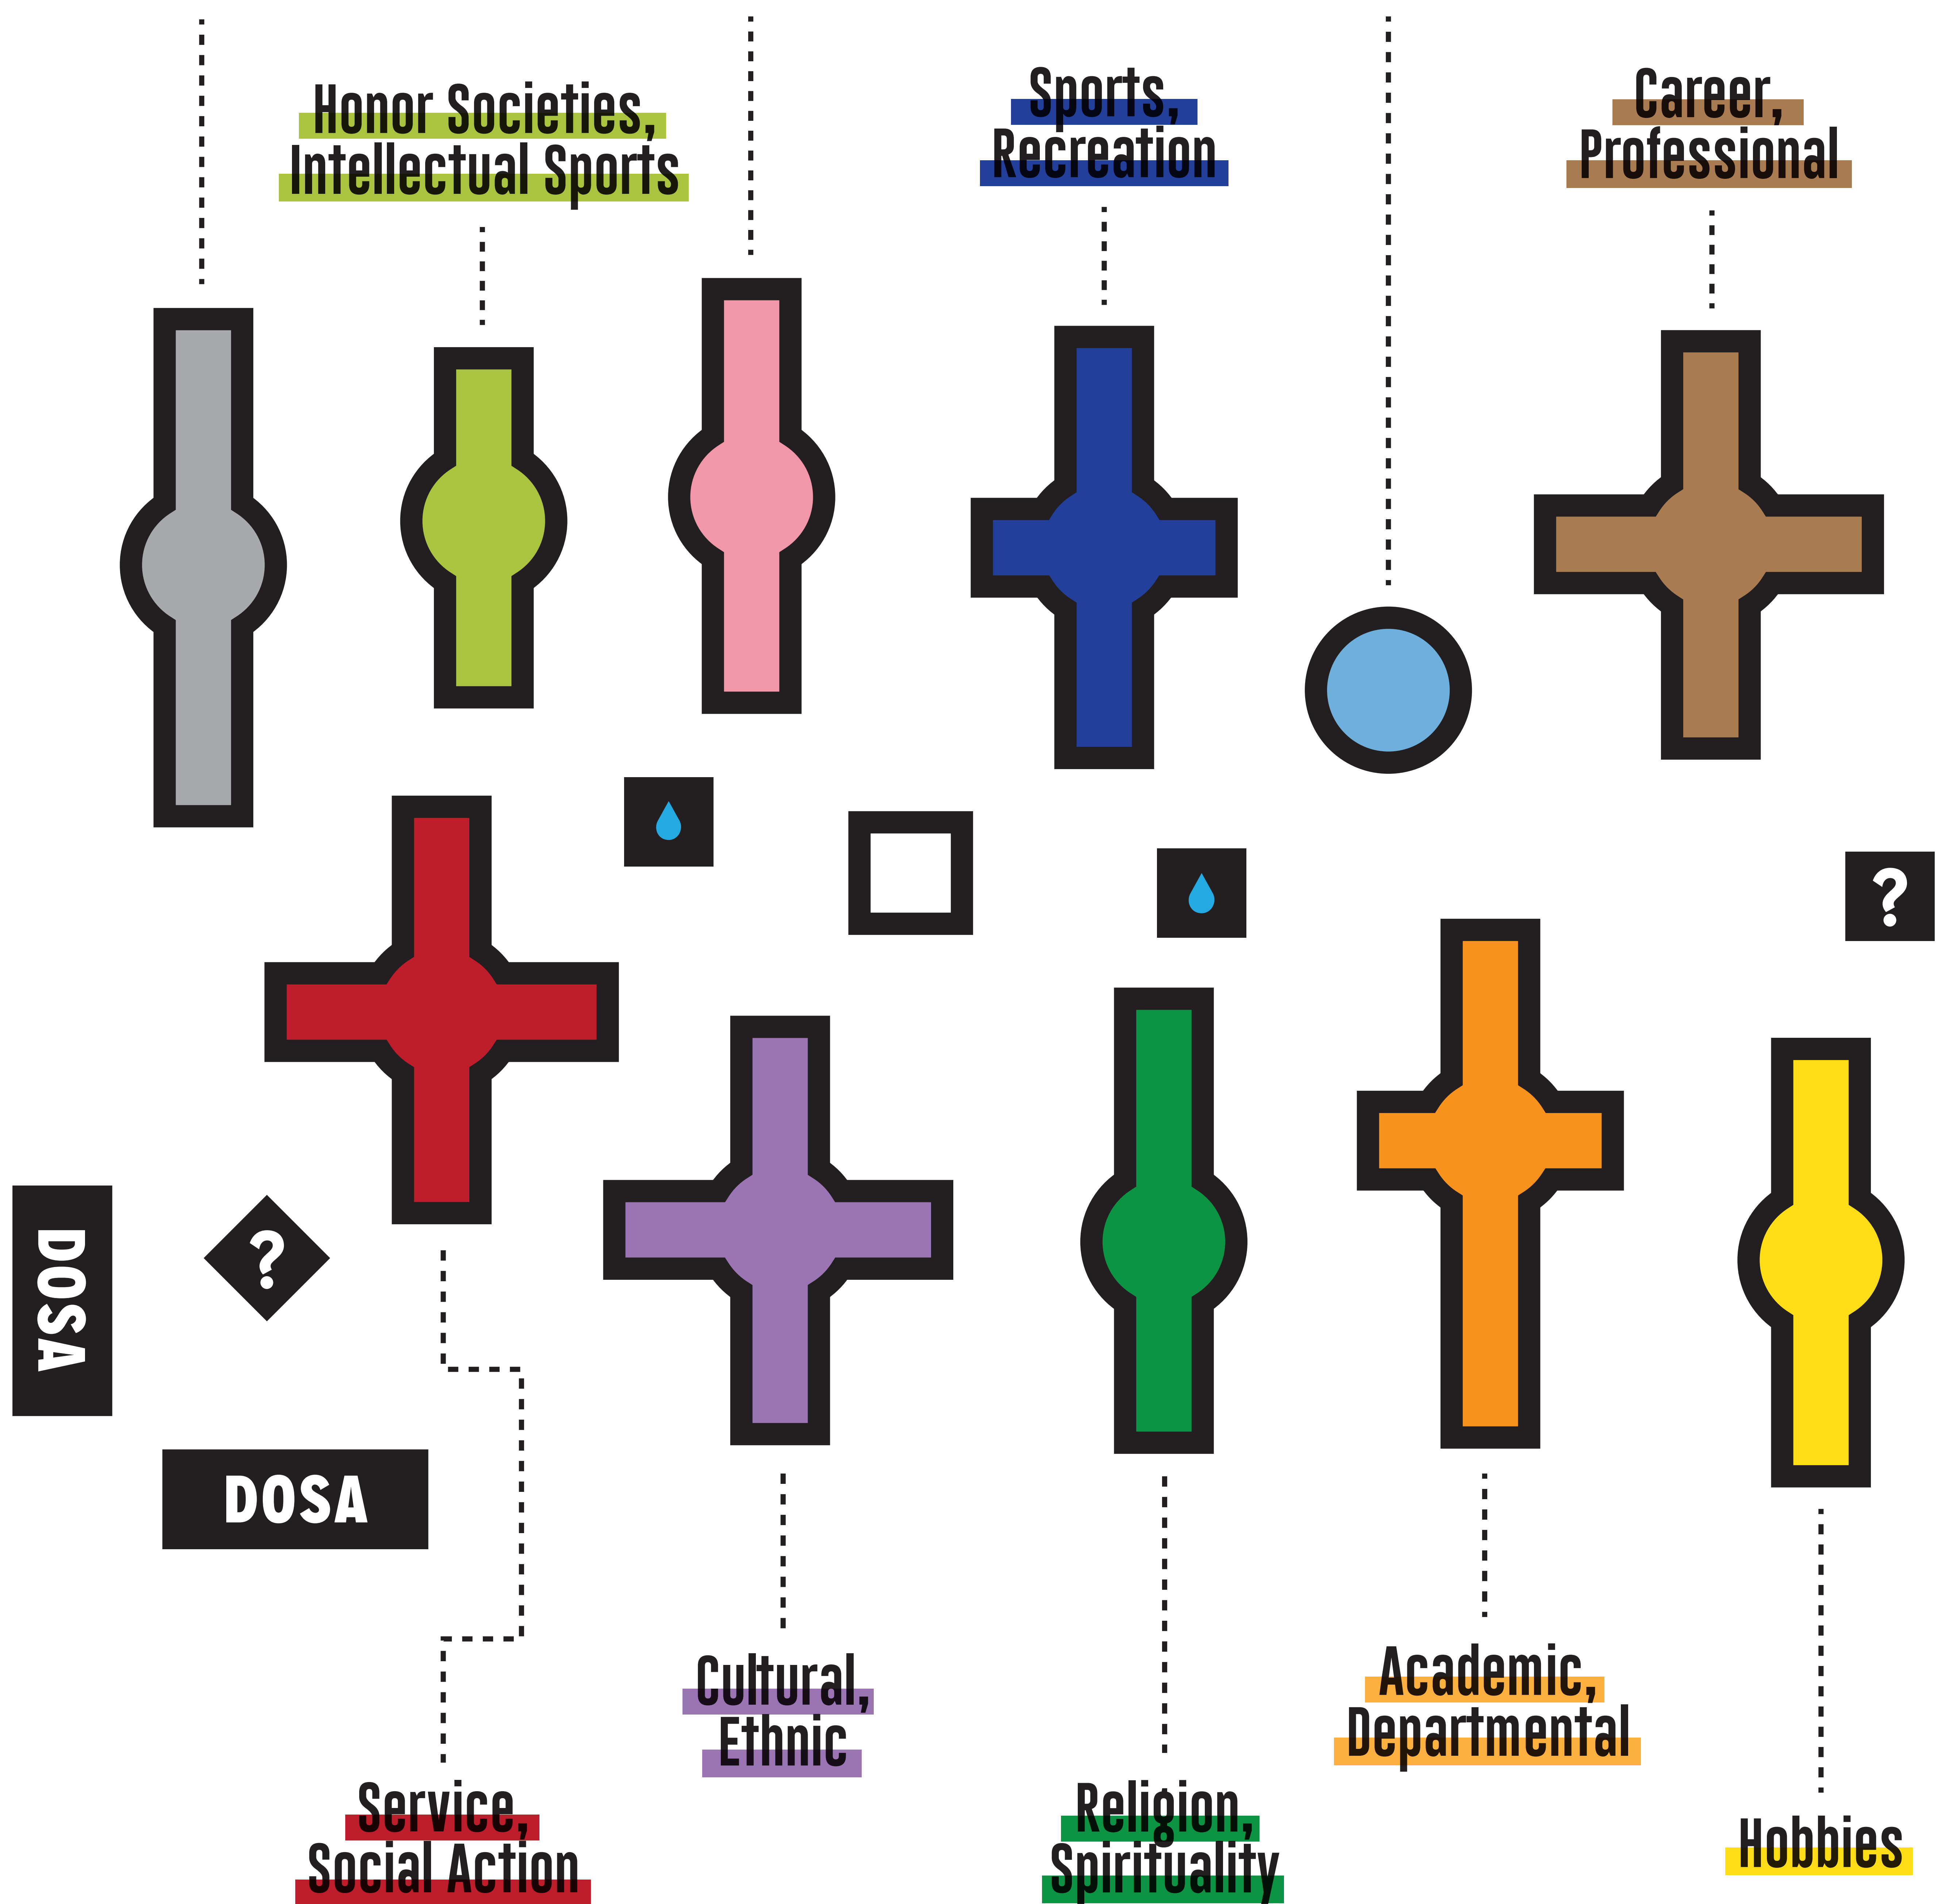 Honor Societies,
Intellectual Sports
Sports,
Recreation
Career,
Professional
?
DOSA
?
DOSA
Cultural,
Ethnic
Academic,
Departmental
Service,
Social Action
Religion,
Spirituality
Hobbies